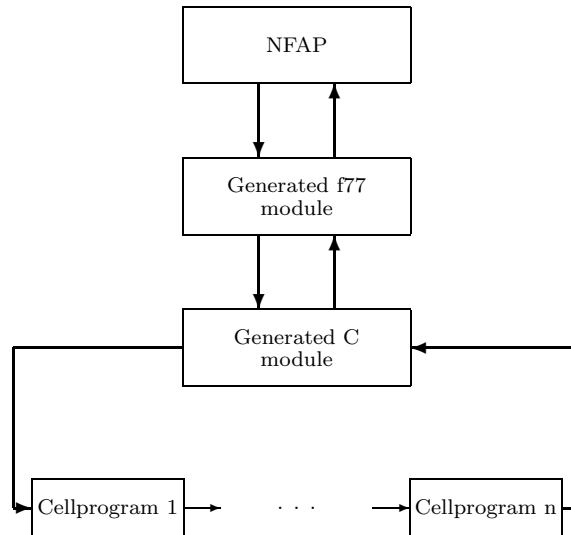 NFAP
Generated f77
module
Generated C
module
Cellprogram 1
. . .
Cellprogram n